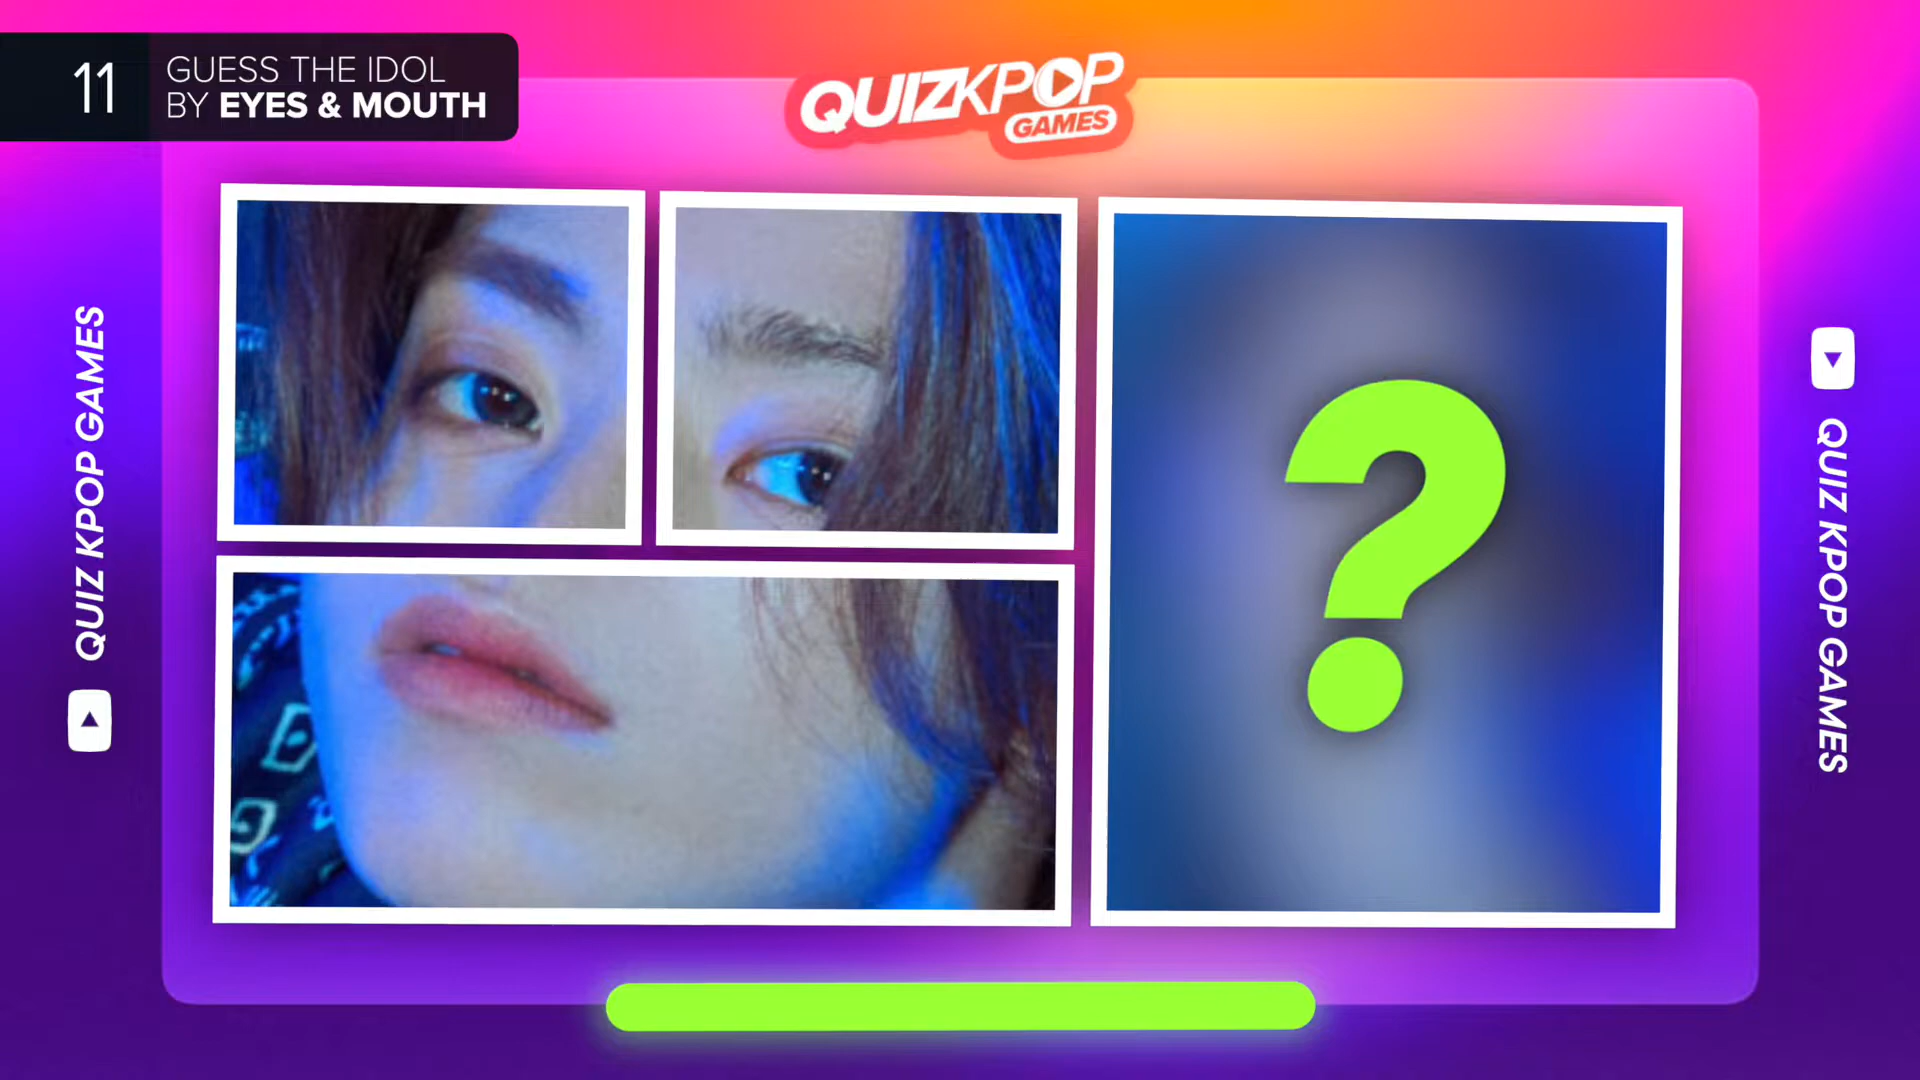 11
GUESS THE IDOL
BY EYES & MOUTH
QUIZKPOP
GAMES
QUIZ KPOP GAMES
?
QUIZ KPOP GAMES